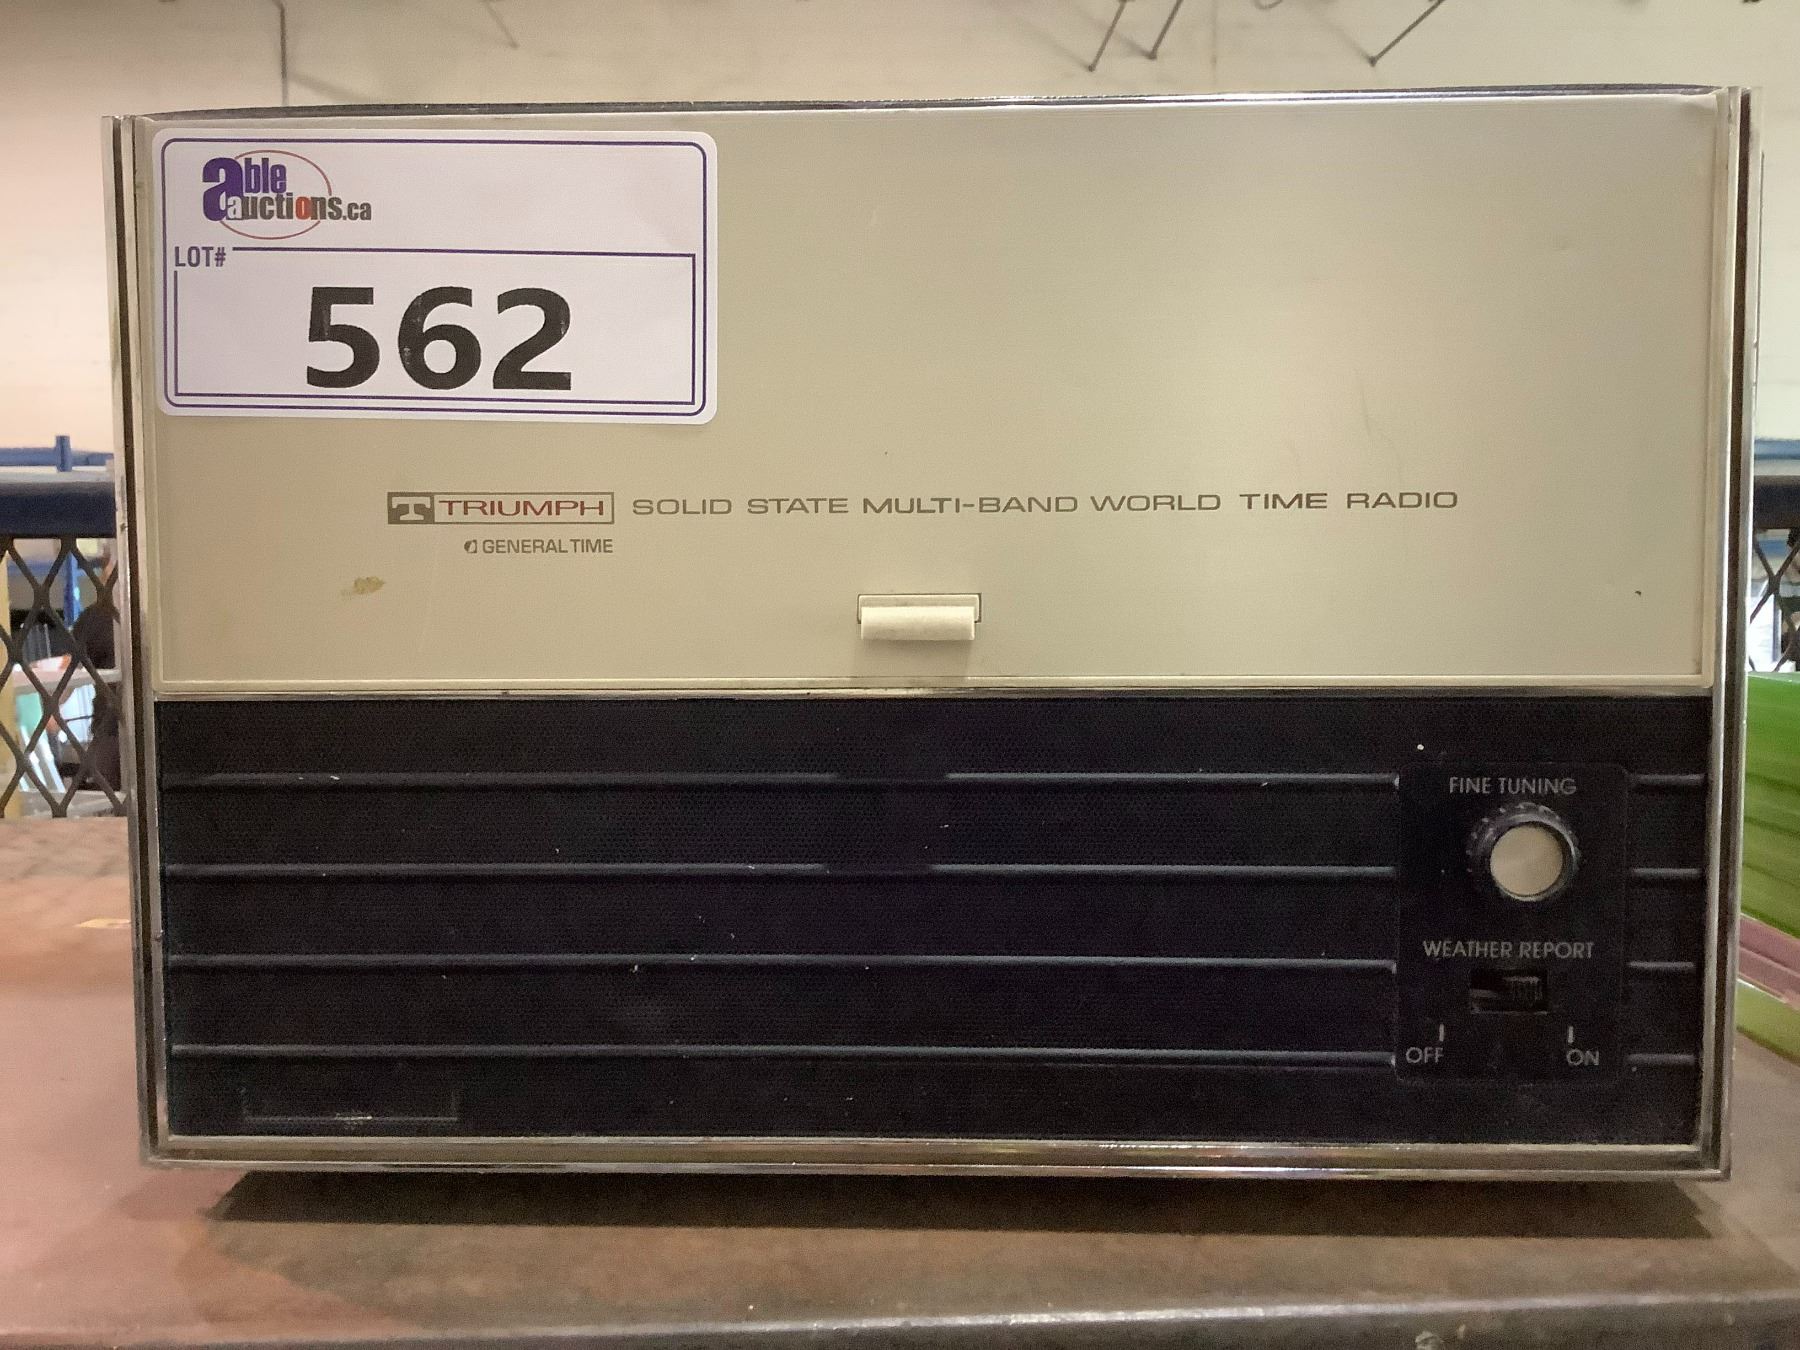 able
auctions.ca
LOT#
562
TRIUMPH SOLID STATE MULTI-BAND WORLD TIME RADIO
GENERAL TIME
FINE TUNING
WEATHER REPORT
OFF ON